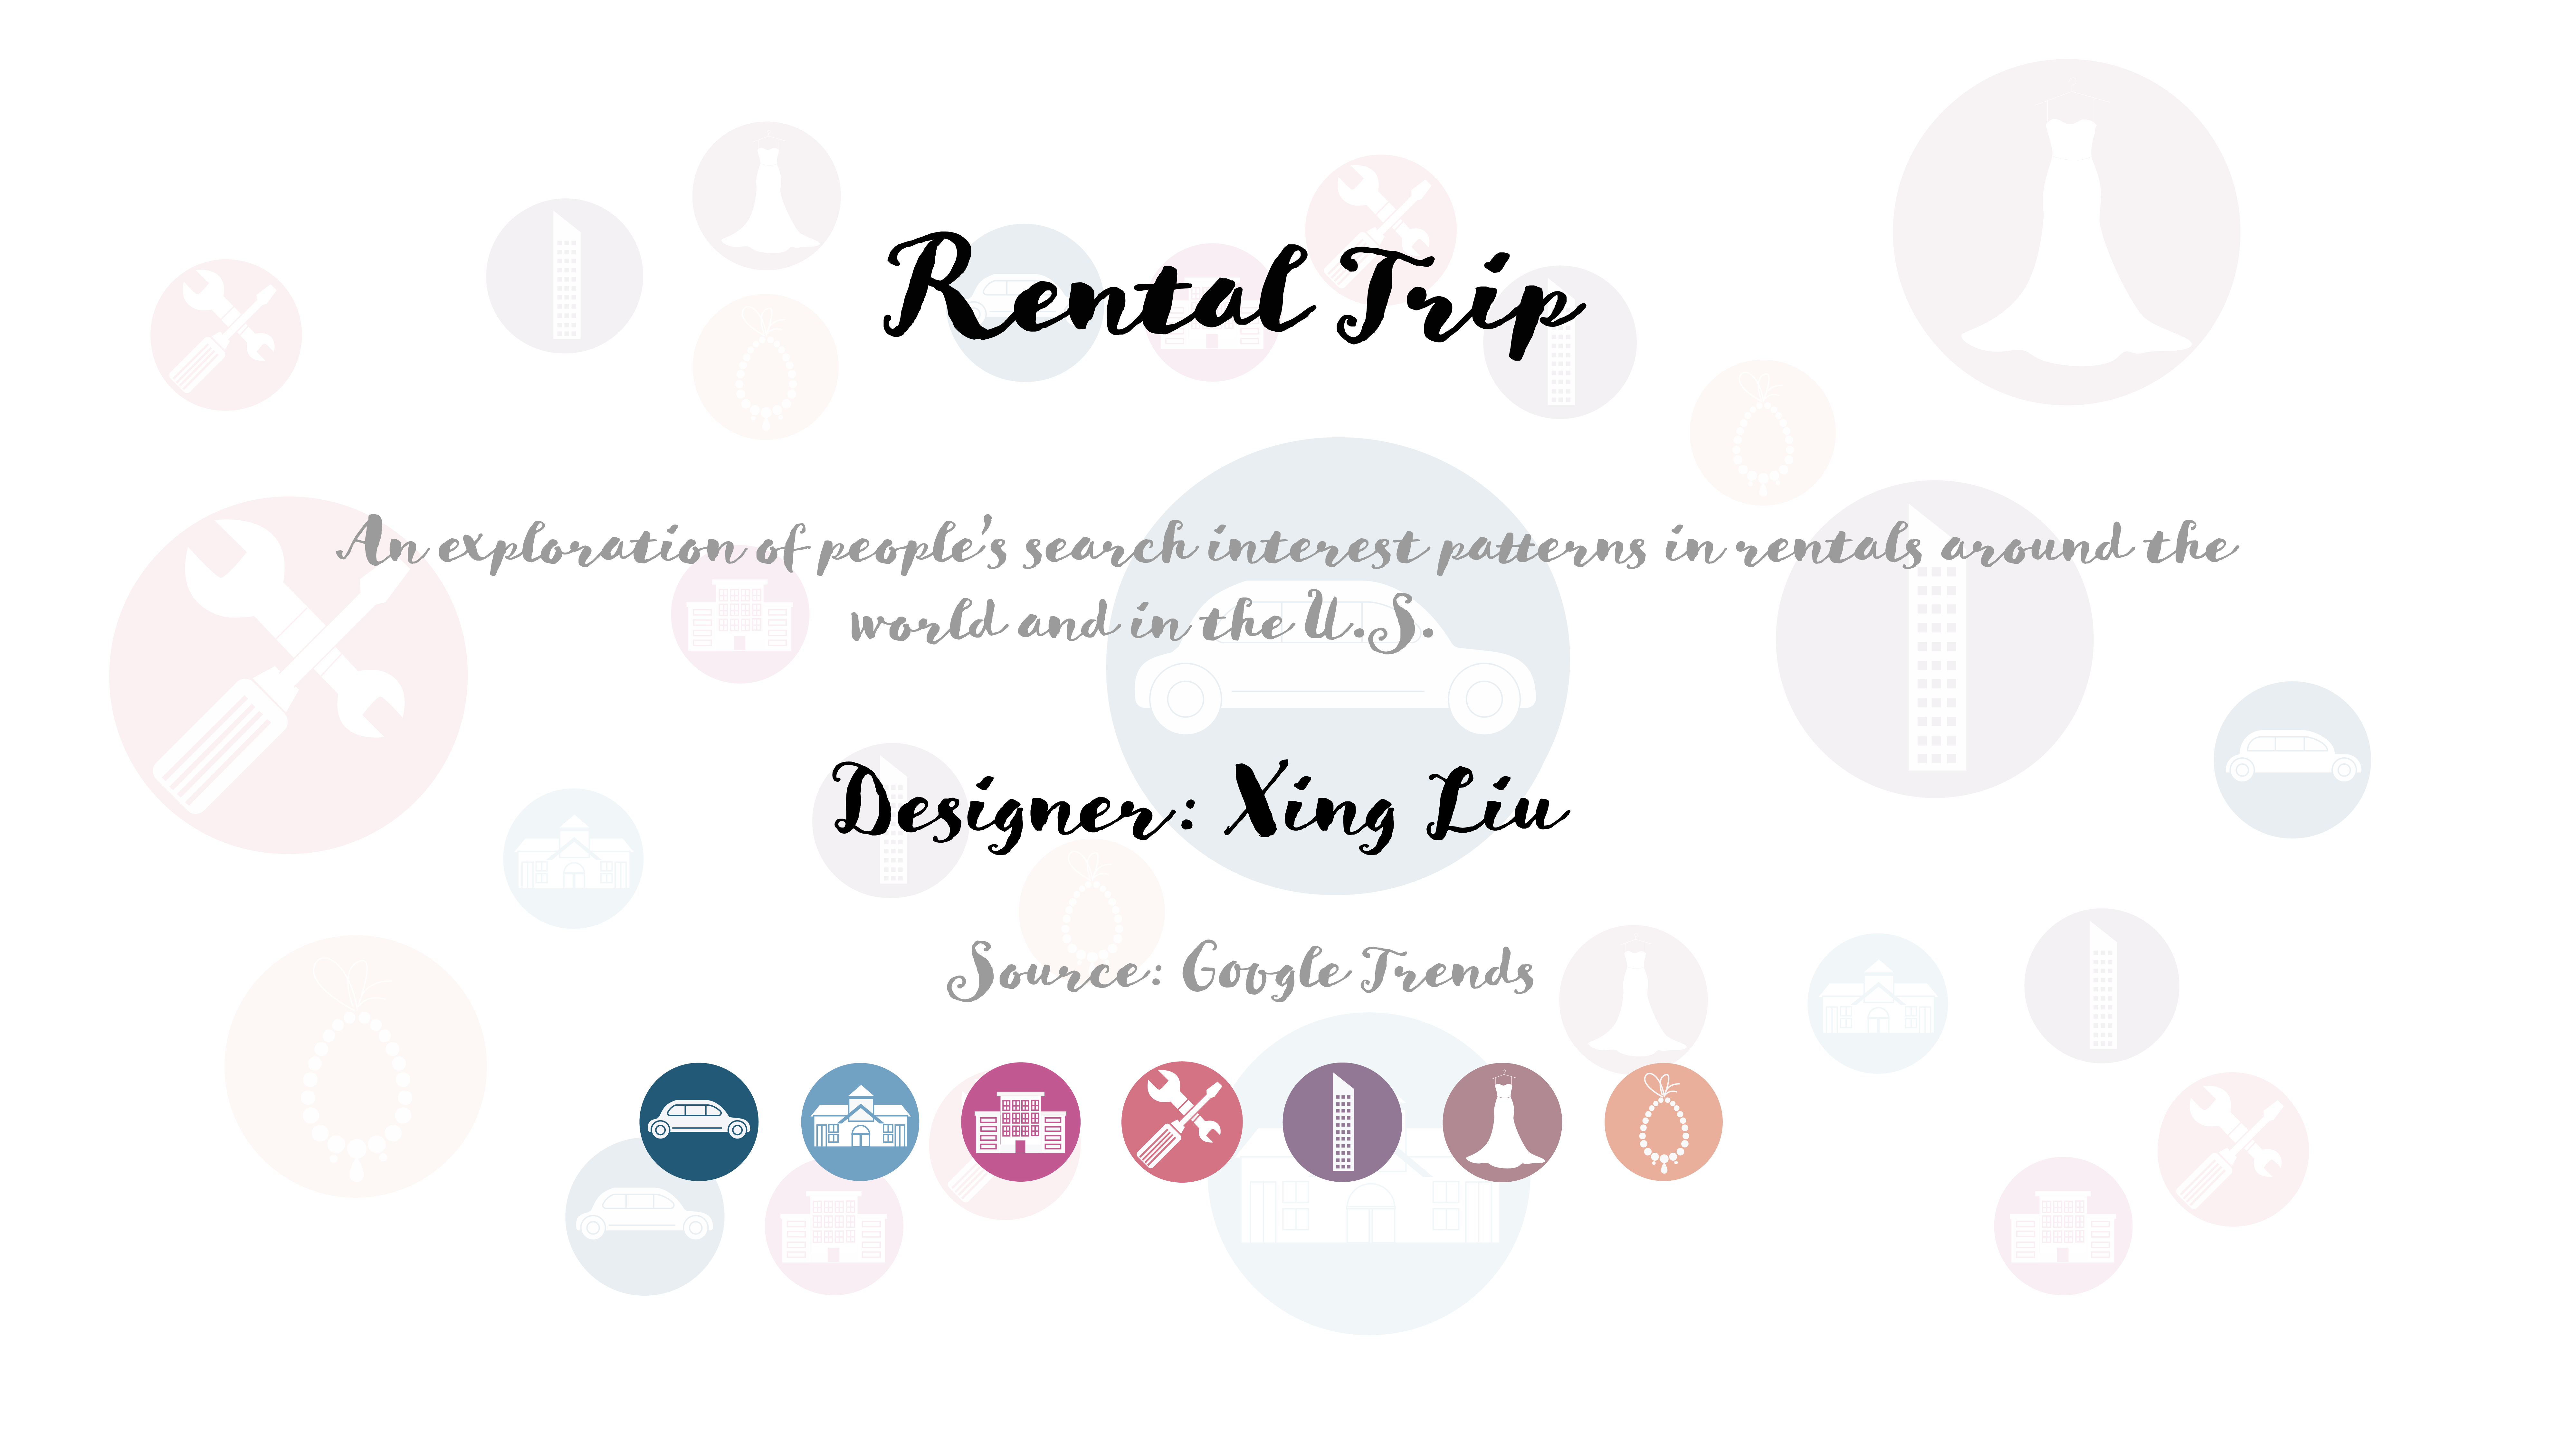 Rental Trip
An exploration of people's search interest patterns in rentals around the
world and in the U.S.
Designer: Xing Liu
Source: Google Trends